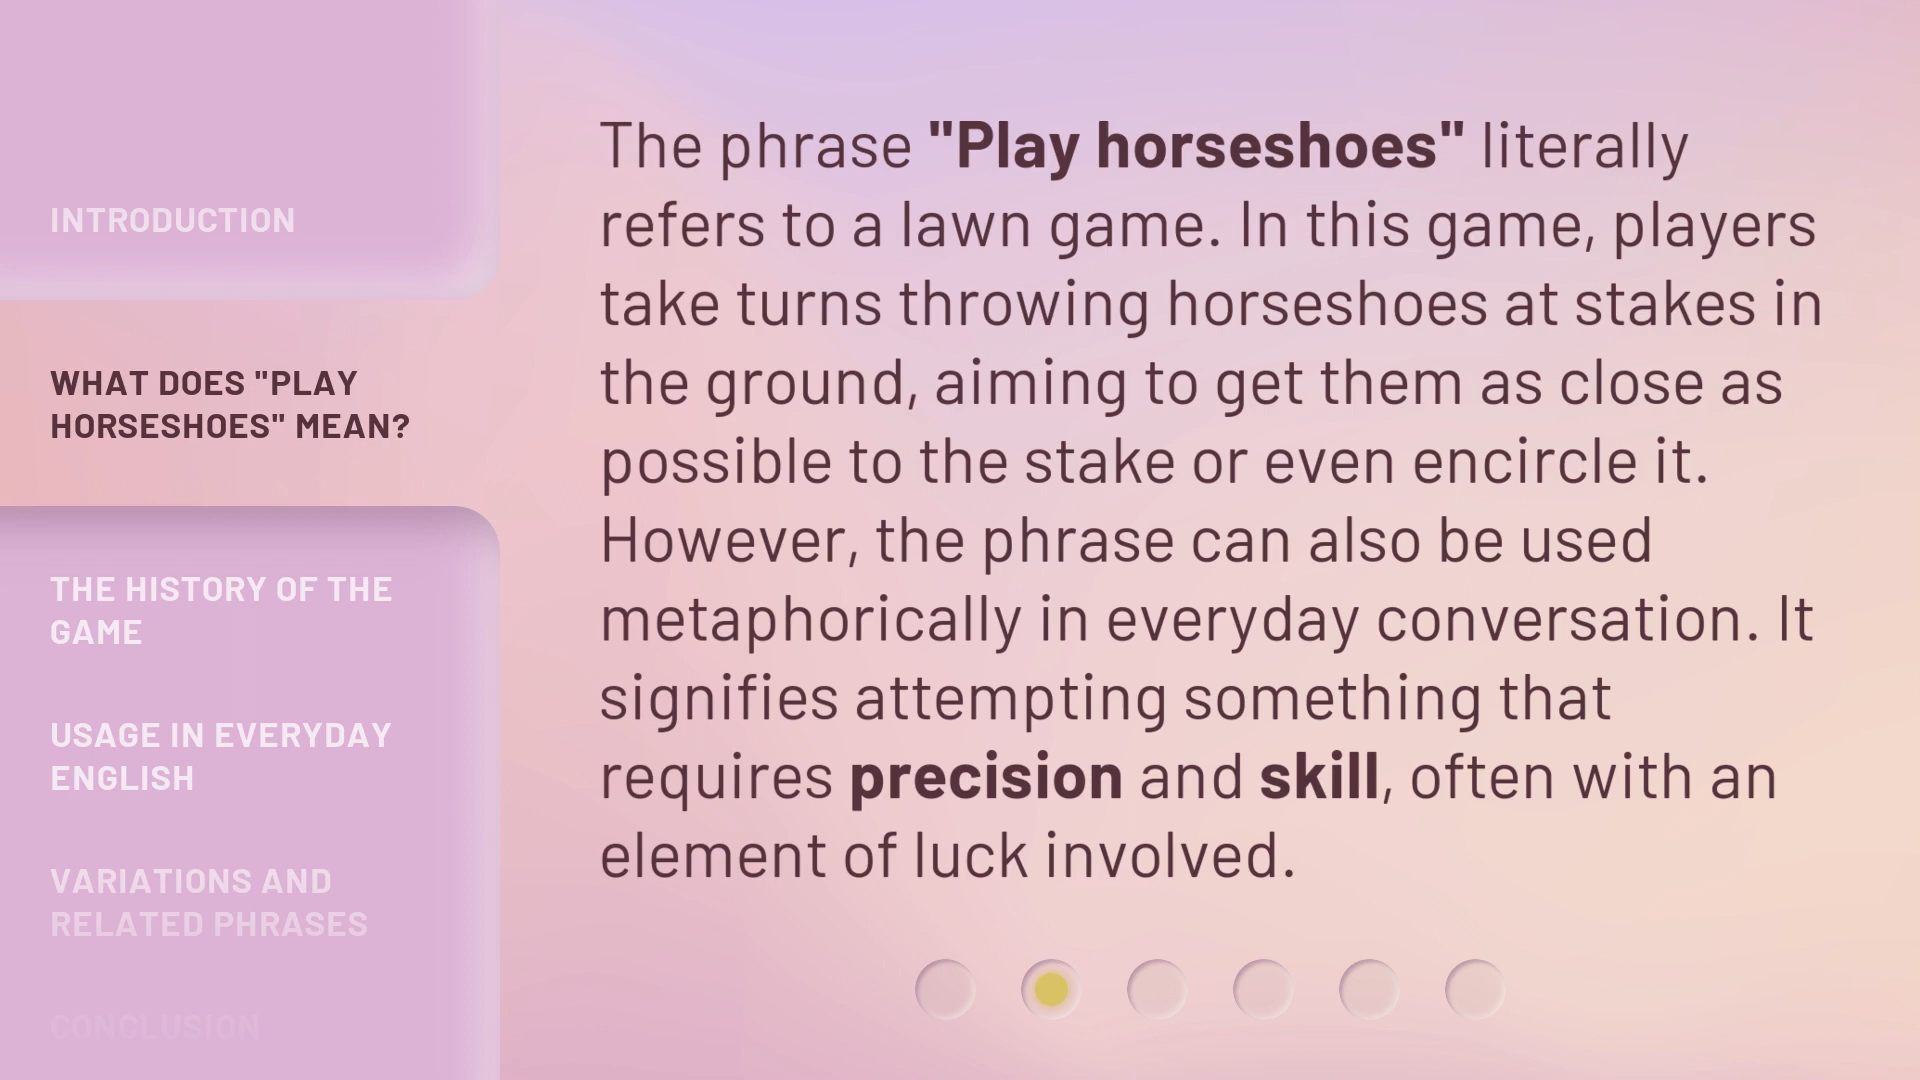 INTRODUCTION
WHAT DOES "PLAY
HORSESHOES" MEAN?
THE HISTORY OF THE
GAME
USAGE IN EVERYDAY
ENGLISH
VARIATIONS AND
RELATED PHRASES
CONCLUSION
The phrase "Play horseshoes" literally
refers to a lawn game. In this game, players
take turns throwing horseshoes at stakes in
the ground, aiming to get them as close as
possible to the stake or even encircle it.
However, the phrase can also be used
metaphorically in everyday conversation. It
signifies attempting something that
requires precision and skill, often with an
element of luck involved.